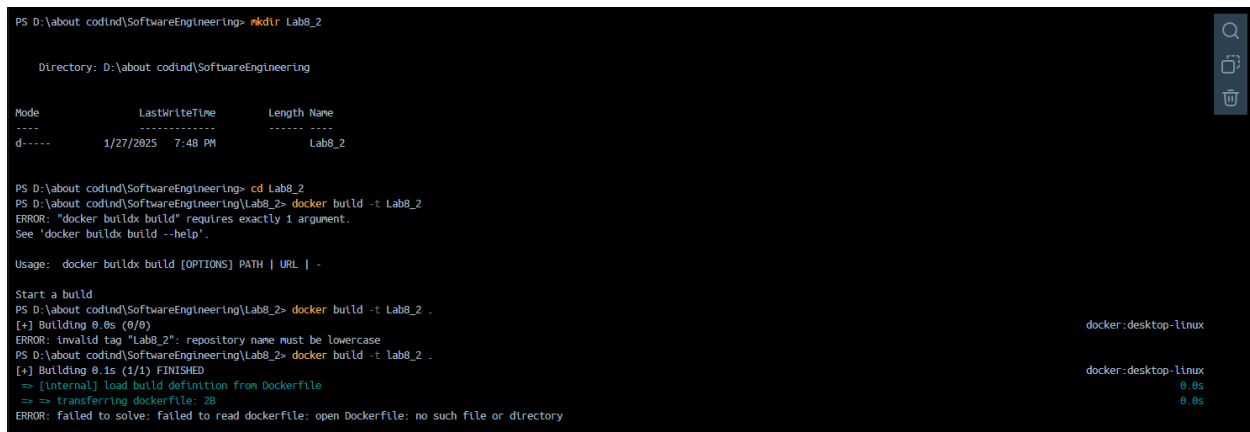 PS D:\about codind\SoftwareEngineering> mkdir Lab8_2
Directory: D:\about codind\SoftwareEngineering
Mode LastWriteTime Length Name
---- ------------- ------ ----
d----- 1/27/2025 7:48 PM Lab8_2
PS D:\about codind\SoftwareEngineering> cd Lab8_2
PS D:\about codind\SoftwareEngineering\Lab8_2> docker build -t Lab8_2
ERROR: "docker buildx build" requires exactly 1 argument.
See 'docker buildx build --help'.
Usage:  docker buildx build [OPTIONS] PATH | URL | -
Start a build
PS D:\about codind\SoftwareEngineering\Lab8_2> docker build -t Lab8_2 .
[+] Building 0.0s (0/0) docker:desktop-linux
ERROR: invalid tag "Lab8_2": repository name must be lowercase
PS D:\about codind\SoftwareEngineering\Lab8_2> docker build -t lab8_2 .
[+] Building 0.1s (1/1) FINISHED docker:desktop-linux
=> [internal] load build definition from Dockerfile 0.0s
=> => transferring dockerfile: 2B 0.0s
ERROR: failed to solve: failed to read dockerfile: open Dockerfile: no such file or directory